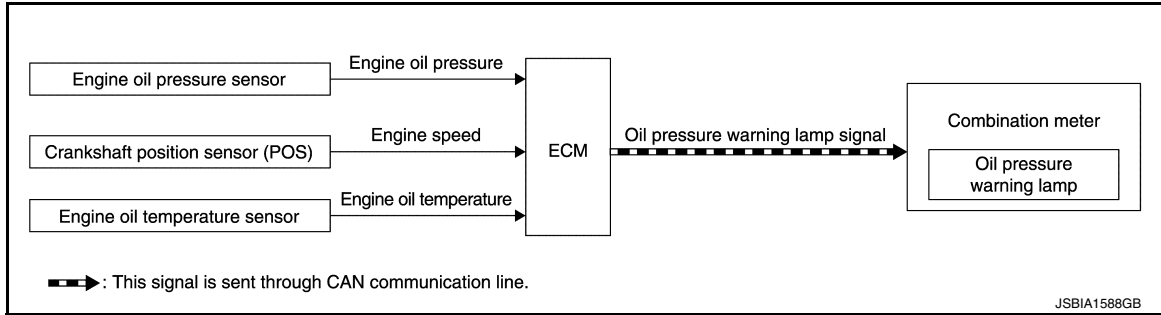 Engine oil pressure sensor
Engine oil pressure
Crankshaft position sensor (POS)
Engine speed
Engine oil temperature sensor
Engine oil temperature
ECM
Oil pressure warning lamp signal
Combination meter
Oil pressure
warning lamp
: This signal is sent through CAN communication line.
JSBIA1588GB